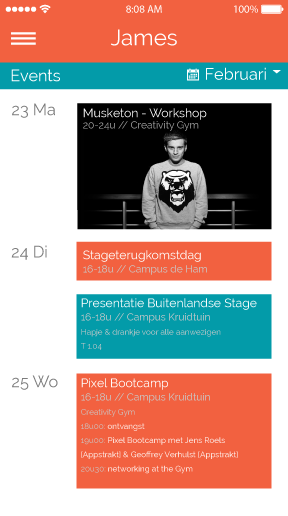 8:08 AM 100%
James
Events Februari
23 Ma
Musketon - Workshop
20-24u // Creativity Gym
24 Di
Stageterugkomstdag
16-18u // Campus de Ham
Presentatie Buitenlandse Stage
16-18u // Campus Kruidtuin
Hapje & drankje voor alle aanwezigen
T 1.04
25 Wo
Pixel Bootcamp
16-18u // Campus Kruidtuin
Creativity Gym
18u00: ontvangst
19u00: Pixel Bootcamp met Jens Roels
(Appstrakt) & Geoffrey Verhulst (Appstrakt)
20u30: networking at the Gym